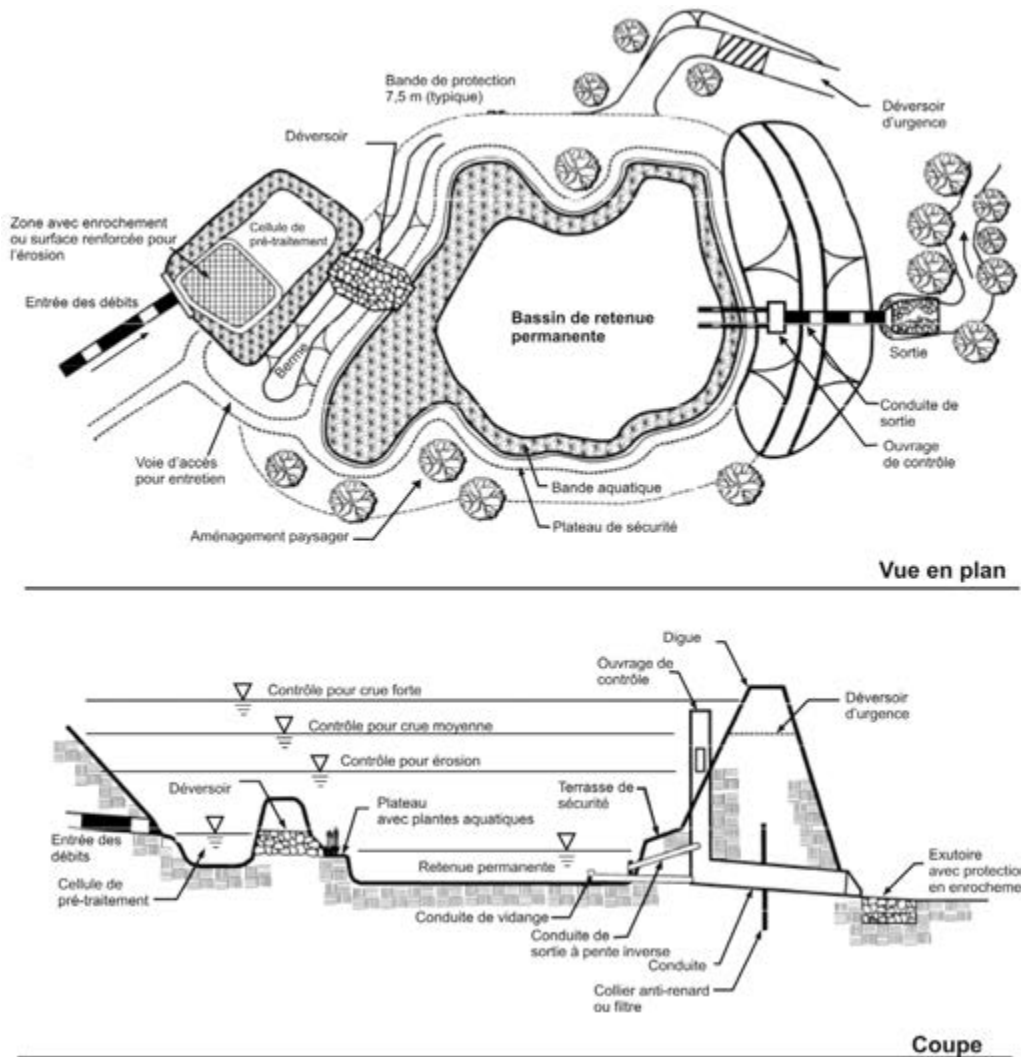 Bande de protection
7,5 m (typique)
Déversoir
d'urgence
Déversoir
Zone avec enrochement
ou surface renforcée pour
l'érosion
Cellule de
pré-traitement
Entrée des débits
Bassin de retenue
permanente
Berme
Sortie
Conduite de
sortie
Ouvrage
de contrôle
Voie d'accès
pour entretien
Bande aquatique
Plateau de sécurité
Aménagement paysager
Vue en plan
Digue
Ouvrage de
contrôle
Contrôle pour crue forte
Déversoir
d'urgence
Contrôle pour crue moyenne
Contrôle pour érosion
Déversoir
Terrasse de
sécurité
Plateau
avec plantes aquatiques
Entrée des
débits
Retenue permanente
Exutoire
avec protection
en enrocheme
Cellule de
pré-traitement
Conduite de vidange
Conduite de
sortie à pente inverse
Conduite
Collier anti-renard
ou filtre
Coupe